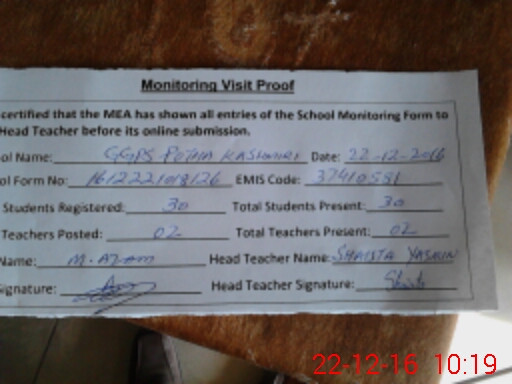 Monitoring Visit Proof
certified that the MEA has shown all entries of the School Monitoring Form to
Head Teacher before its online submission.
ol Name: GGPS POTHA Date: 22-12-2016
ol Form No: EMIS Code: 37410581
Students Registered: 30 Total Students Present: 30
Teachers Posted: 02 Total Teachers Present: 02
Name: M. AZAM Head Teacher Name: SHAISTA YASMIN
ignature: Head Teacher Signature:
22-12-16 10:19